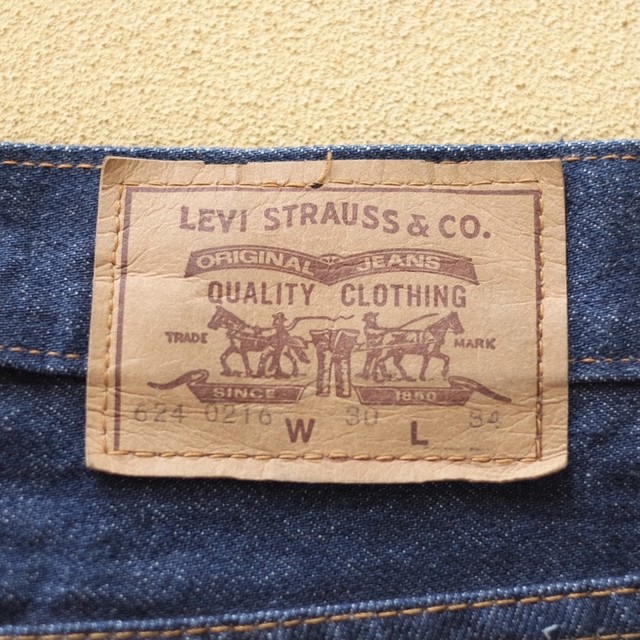 LEVI STRAUSS & CO.
ORIGINAL JEANS
QUALITY CLOTHING
TRADE MARK
SINCE 1850
624 0216 W 30 L 34